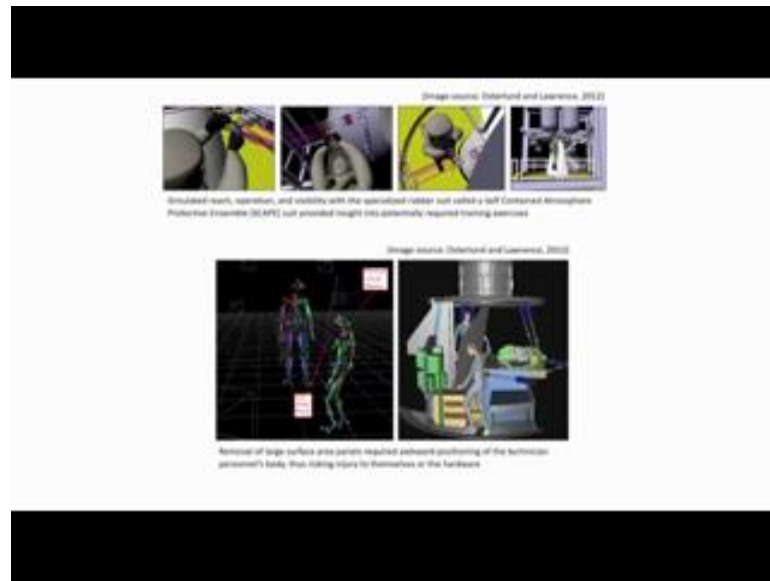 (Image source: Osterlund and Lawrence, 2012)
Simulated reach, operation, and visibility with the specialized rubber suit called a Self Contained Atmosphere
Protective Ensemble (SCAPE) suit provided insight into potentially required training exercises
(Image source: Osterlund and Lawrence, 2012)
Removal of large surface area panels required awkward positioning of the technician
personnel's body, thus risking injury to themselves or the hardware